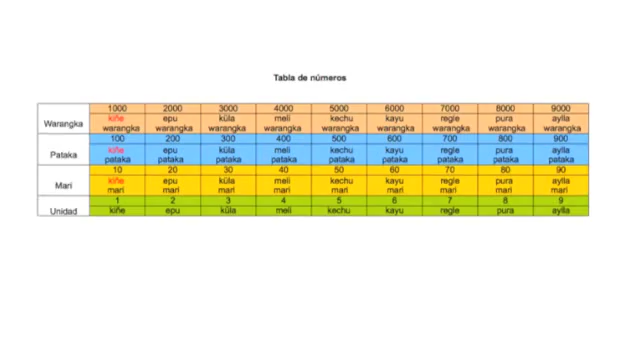 Tabla de números
1000 2000 3000 4000 5000 6000 7000 8000 9000
Warangka kiñe warangka epu warangka küla warangka meli warangka kechu warangka kayu warangka regle warangka pura warangka aylla warangka
100 200 300 400 500 600 700 800 900
Pataka kiñe pataka epu pataka küla pataka meli pataka kechu pataka kayu pataka regle pataka pura pataka aylla pataka
10 20 30 40 50 60 70 80 90
Mari kiñe mari epu mari küla mari meli mari kechu mari kayu mari regle mari pura mari aylla mari
1 2 3 4 5 6 7 8 9
Unidad kiñe epu küla meli kechu kayu regle pura aylla